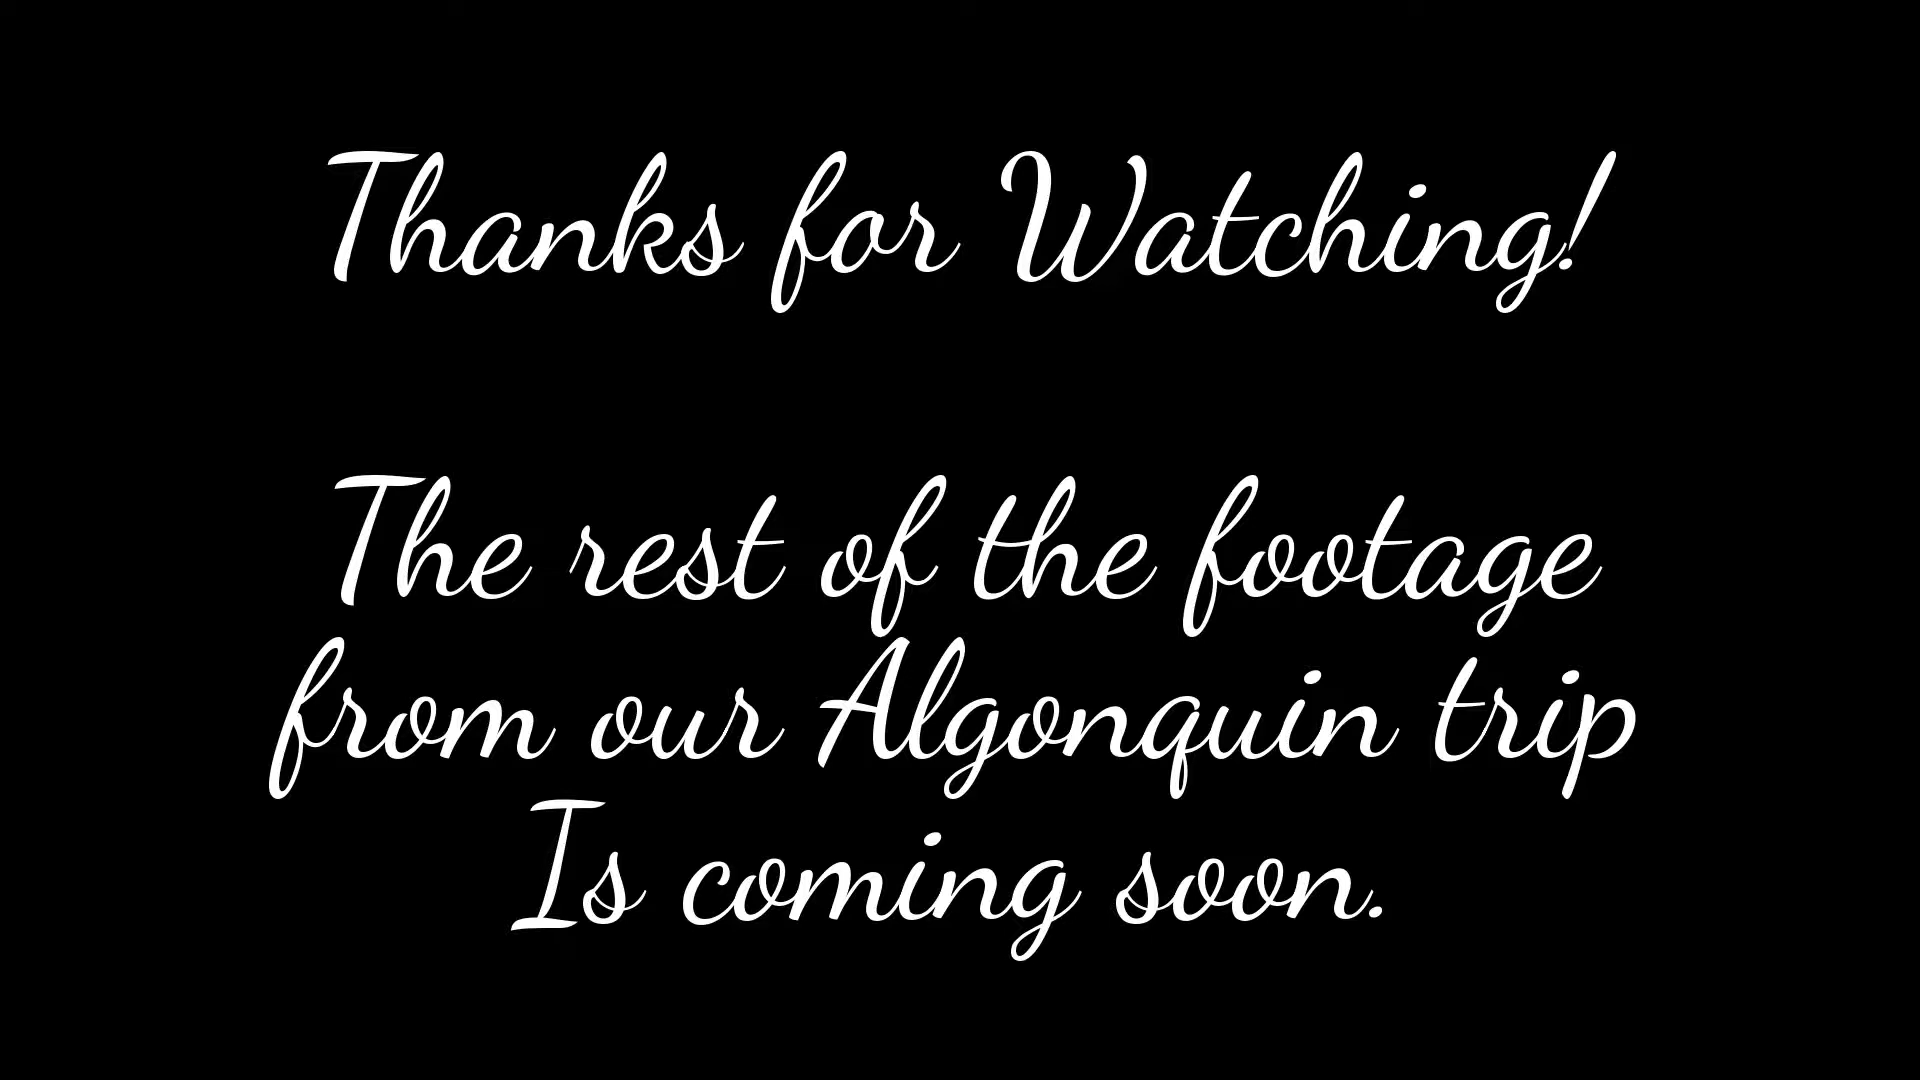 Thanks for Watching!
The rest of the footage
from our Algonquin trip
Is coming soon.